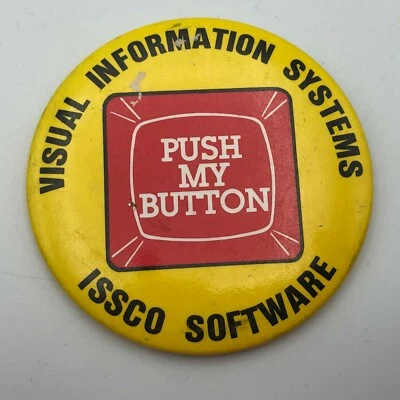 VISUAL INFORMATION SYSTEMS
PUSH
MY
BUTTON
ISSCO SOFTWARE